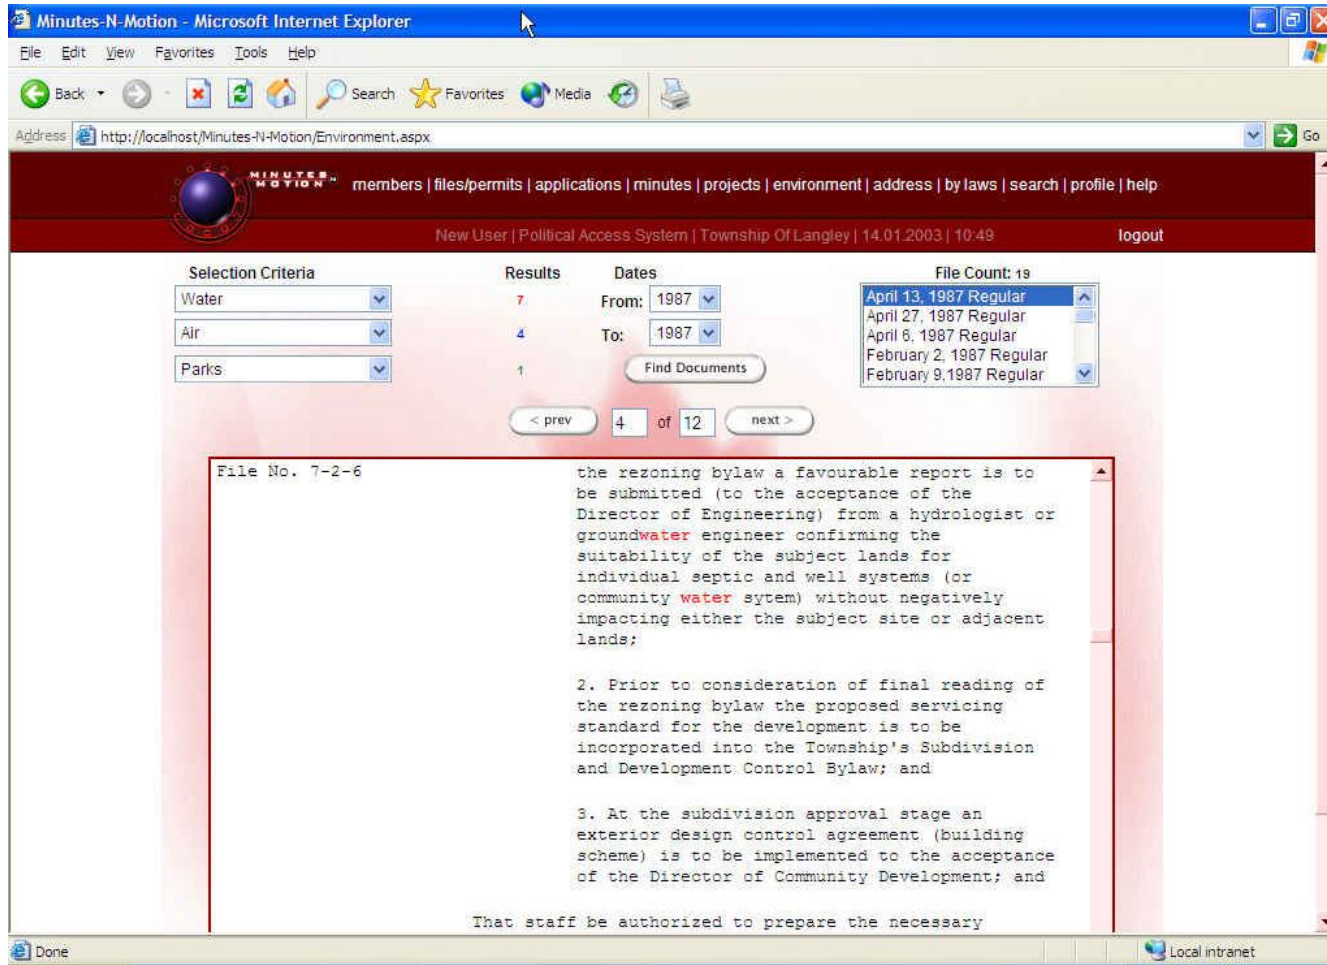 Minutes-N-Motion - Microsoft Internet Explorer
File Edit View Favorites Tools Help
Back Search Favorites Media
Address http://localhost/Minutes-N-Motion/Environment.aspx Go
MINUTES
MOTION™ members | files/permits | applications | minutes | projects | environment | address | by laws | search | profile | help
New User | Political Access System | Township Of Langley | 14.01.2003 | 10:49 logout
Selection Criteria Results Dates File Count: 19
Water 7 From: 1987 April 13, 1987 Regular
April 27, 1987 Regular
Air 4 To: 1987 April 6, 1987 Regular
February 2, 1987 Regular
Parks 1 Find Documents February 9,1987 Regular
< prev 4 of 12 next >
File No. 7-2-6 the rezoning bylaw a favourable report is to
be submitted (to the acceptance of the
Director of Engineering) from a hydrologist or
groundwater engineer confirming the
suitability of the subject lands for
individual septic and well systems (or
community water sytem) without negatively
impacting either the subject site or adjacent
lands;
2. Prior to consideration of final reading of
the rezoning bylaw the proposed servicing
standard for the development is to be
incorporated into the Township's Subdivision
and Development Control Bylaw; and
3. At the subdivision approval stage an
exterior design control agreement (building
scheme) is to be implemented to the acceptance
of the Director of Community Development; and
That staff be authorized to prepare the necessary
Done Local intranet